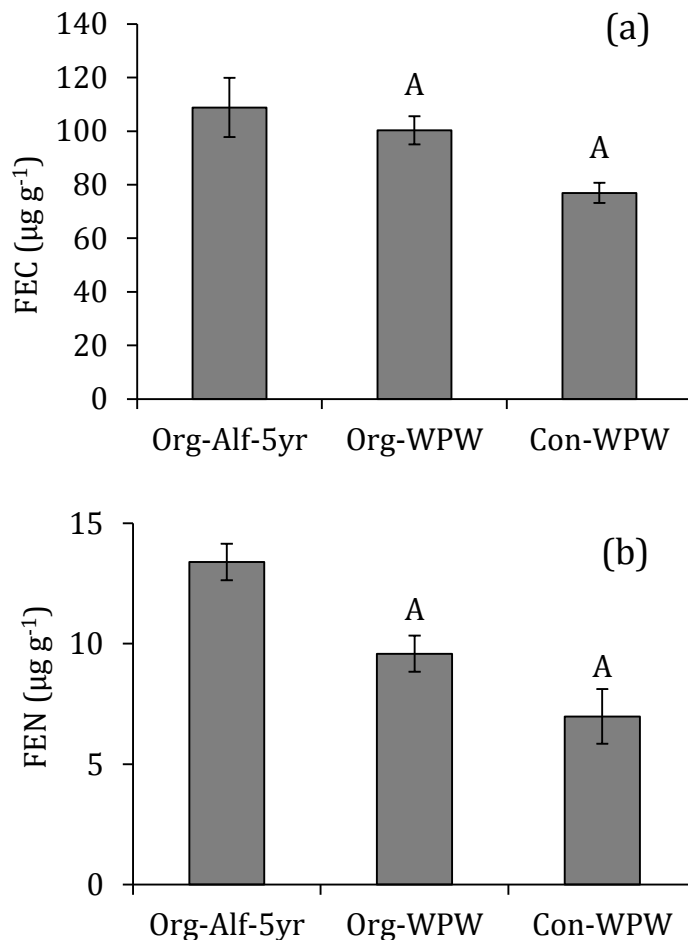 (a)
140
120
100
80
60
40
20
0
FEC (µg g⁻¹)
A
A
Org-Alf-5yr Org-WPW Con-WPW
(b)
15
10
5
0
FEN (µg g⁻¹)
A
A
Org-Alf-5yr Org-WPW Con-WPW